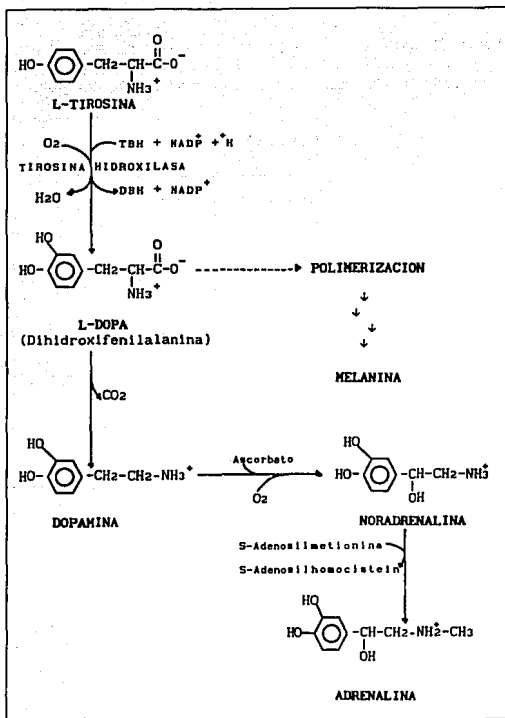 O
HO- -CH2-CH-C-O⁻
NH3⁺
L-TIROSINA
O2 TBH + NADP⁺ +⁺H
TIROSINA HIDROXILASA
H2O DBH + NADP⁺
HO O
HO- -CH2-CH-C-O⁻
NH3⁺
POLIMERIZACION
L-DOPA
(Dihidroxifenilalanina)
MELANINA
CO2
HO
HO- -CH2-CH2-NH3⁺
Ascorbato
O2
HO
HO- -CH-CH2-NH3⁺
OH
DOPAMINA
NORADRENALINA
S-Adenosilmetionina
S-Adenosilhomocistein
HO
HO- -CH-CH2-NH2⁺-CH3
OH
ADRENALINA